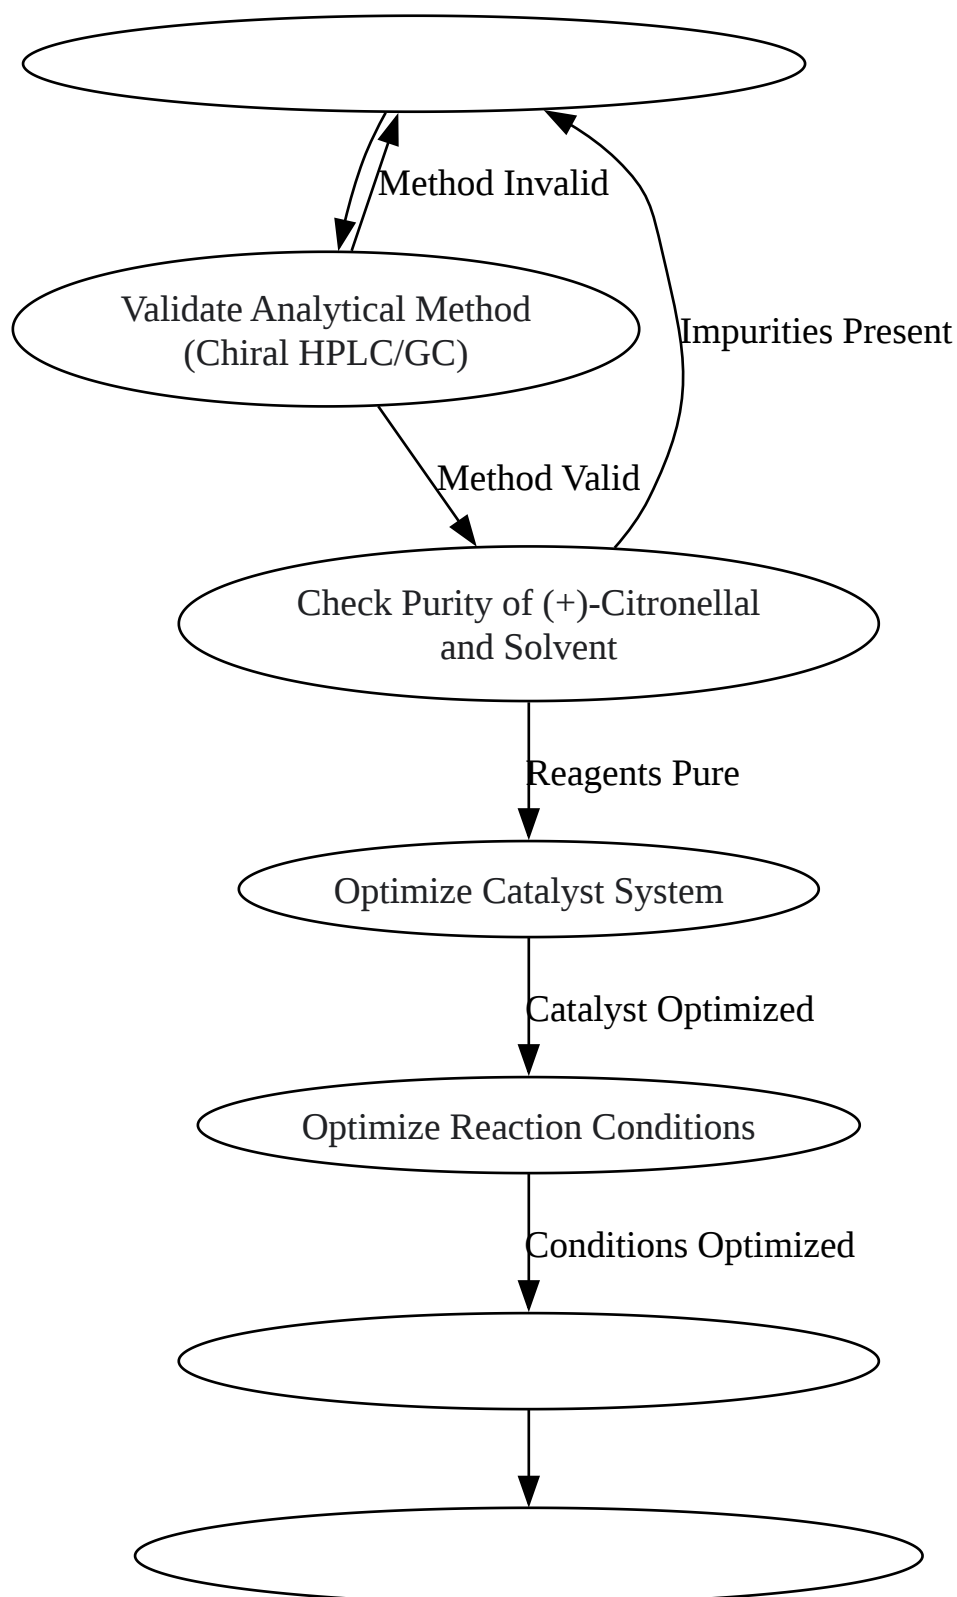 Method Invalid
Validate Analytical Method
(Chiral HPLC/GC)
Impurities Present
Method Valid
Check Purity of (+)-Citronellal
and Solvent
Reagents Pure
Optimize Catalyst System
Catalyst Optimized
Optimize Reaction Conditions
Conditions Optimized